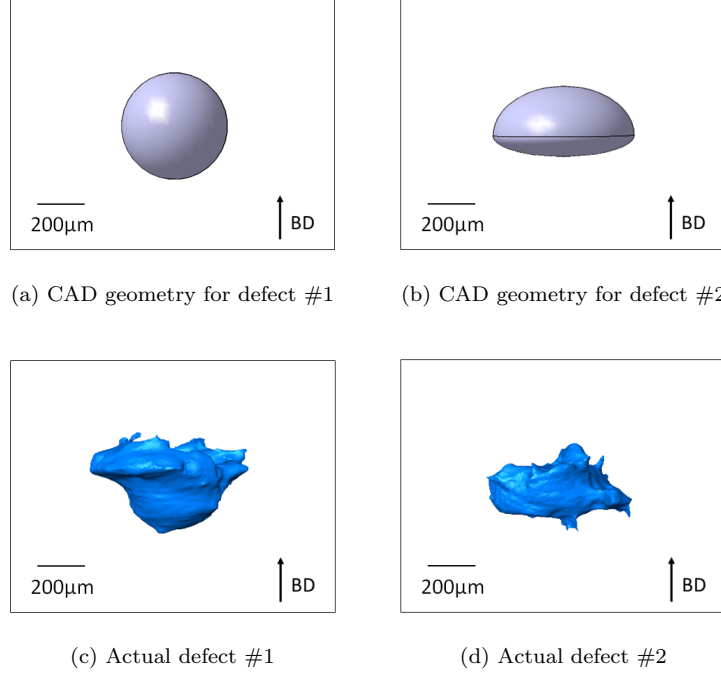 200μm
BD
200μm
BD
(a) CAD geometry for defect #1
(b) CAD geometry for defect #2
200μm
BD
200μm
BD
(c) Actual defect #1
(d) Actual defect #2